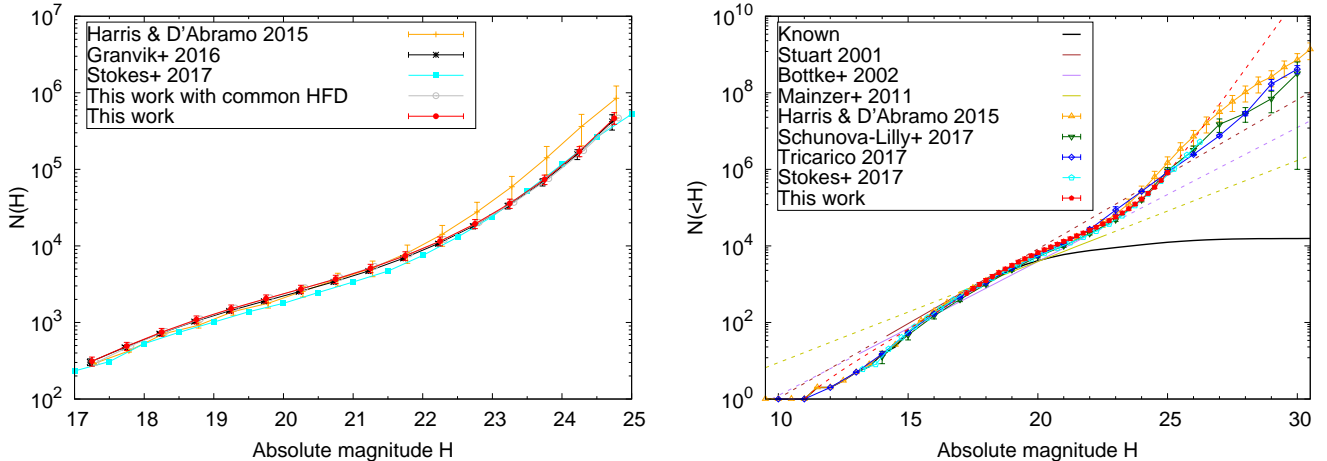 Harris & D'Abramo 2015
Granvik+ 2016
Stokes+ 2017
This work with common HFD
This work
N(H)
10^6
10^5
10^4
10^3
10^2
17 18 19 20 21 22 23 24 25
Absolute magnitude H
Known
Stuart 2001
Bottke+ 2002
Mainzer+ 2011
Harris & D'Abramo 2015
Schunova-Lilly+ 2017
Tricarico 2017
Stokes+ 2017
This work
N(<H)
10^10
10^8
10^6
10^4
10^2
10^0
10 15 20 25 30
Absolute magnitude H